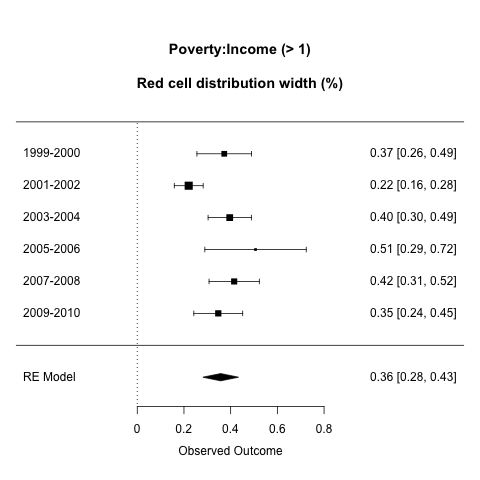 Poverty:Income (> 1)
Red cell distribution width (%)
1999-2000 0.37 [0.26, 0.49]
2001-2002 0.22 [0.16, 0.28]
2003-2004 0.40 [0.30, 0.49]
2005-2006 0.51 [0.29, 0.72]
2007-2008 0.42 [0.31, 0.52]
2009-2010 0.35 [0.24, 0.45]
RE Model 0.36 [0.28, 0.43]
0 0.2 0.4 0.6 0.8
Observed Outcome